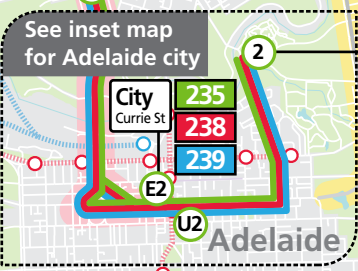 See inset map
for Adelaide city
2
City
Currie St
235
238
239
E2
U2
Adelaide